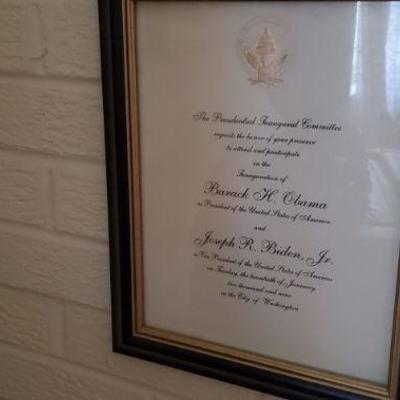 The Presidential Inaugural Committee
requests the honor of your presence
to attend and participate
in the
Inauguration of
Barack H. Obama
as President of the United States of America
and
Joseph R. Biden, Jr.
as Vice President of the United States of America
on Tuesday, the twentieth of January
two thousand and nine
in the City of Washington